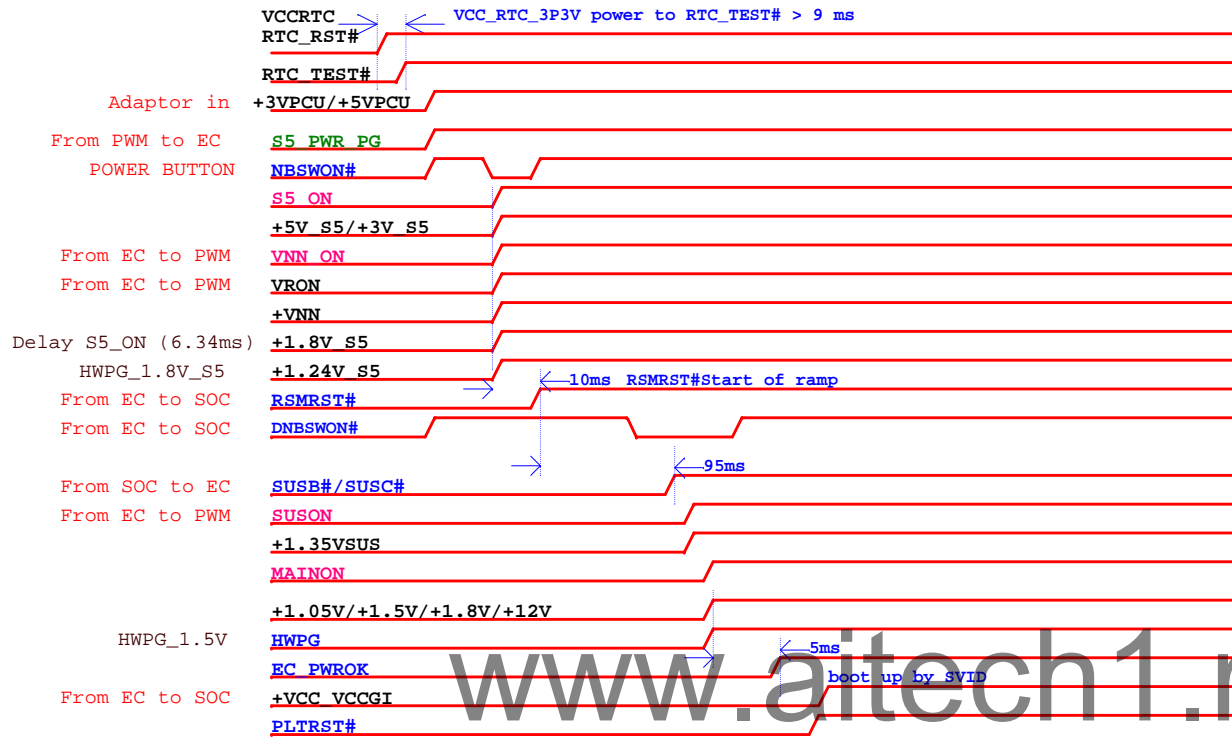 VCCRTC VCC_RTC_3P3V power to RTC_TEST# > 9 ms
RTC_RST#
RTC_TEST#
Adaptor in +3VPCU/+5VPCU
From PWM to EC S5_PWR_PG
POWER BUTTON NBSWON#
S5_ON
+5V_S5/+3V_S5
From EC to PWM VNN_ON
From EC to PWM VRON
+VNN
Delay S5_ON (6.34ms) +1.8V_S5
HWPG_1.8V_S5 +1.24V_S5
10ms RSMRST#Start of ramp
From EC to SOC RSMRST#
From EC to SOC DNBSWON#
95ms
From SOC to EC SUSB#/SUSC#
From EC to PWM SUSON
+1.35VSUS
MAINON
+1.05V/+1.5V/+1.8V/+12V
HWPG_1.5V HWPG
5ms
EC_PWROK
boot up by SVID
From EC to SOC +VCC_VCCGI
PLTRST#
www.aitech1.r